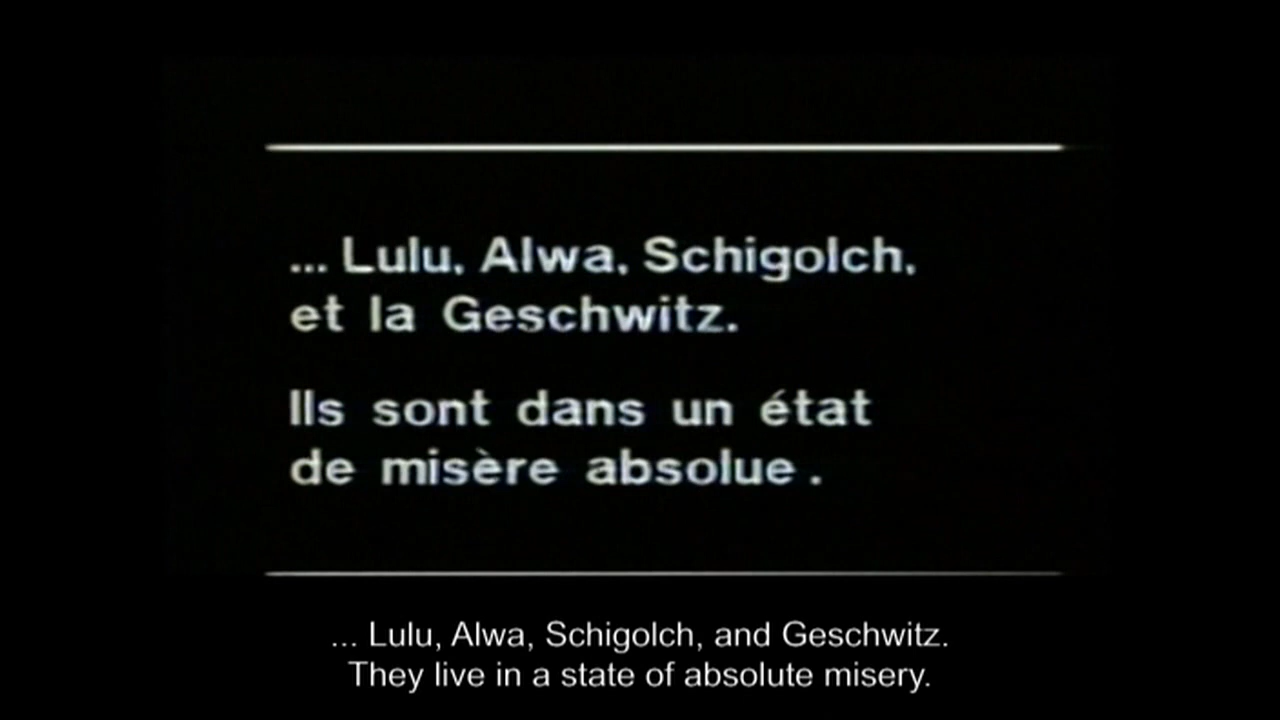 ... Lulu, Alwa, Schigolch,
et la Geschwitz.
Ils sont dans un état
de misère absolue .
... Lulu, Alwa, Schigolch, and Geschwitz.
They live in a state of absolute misery.